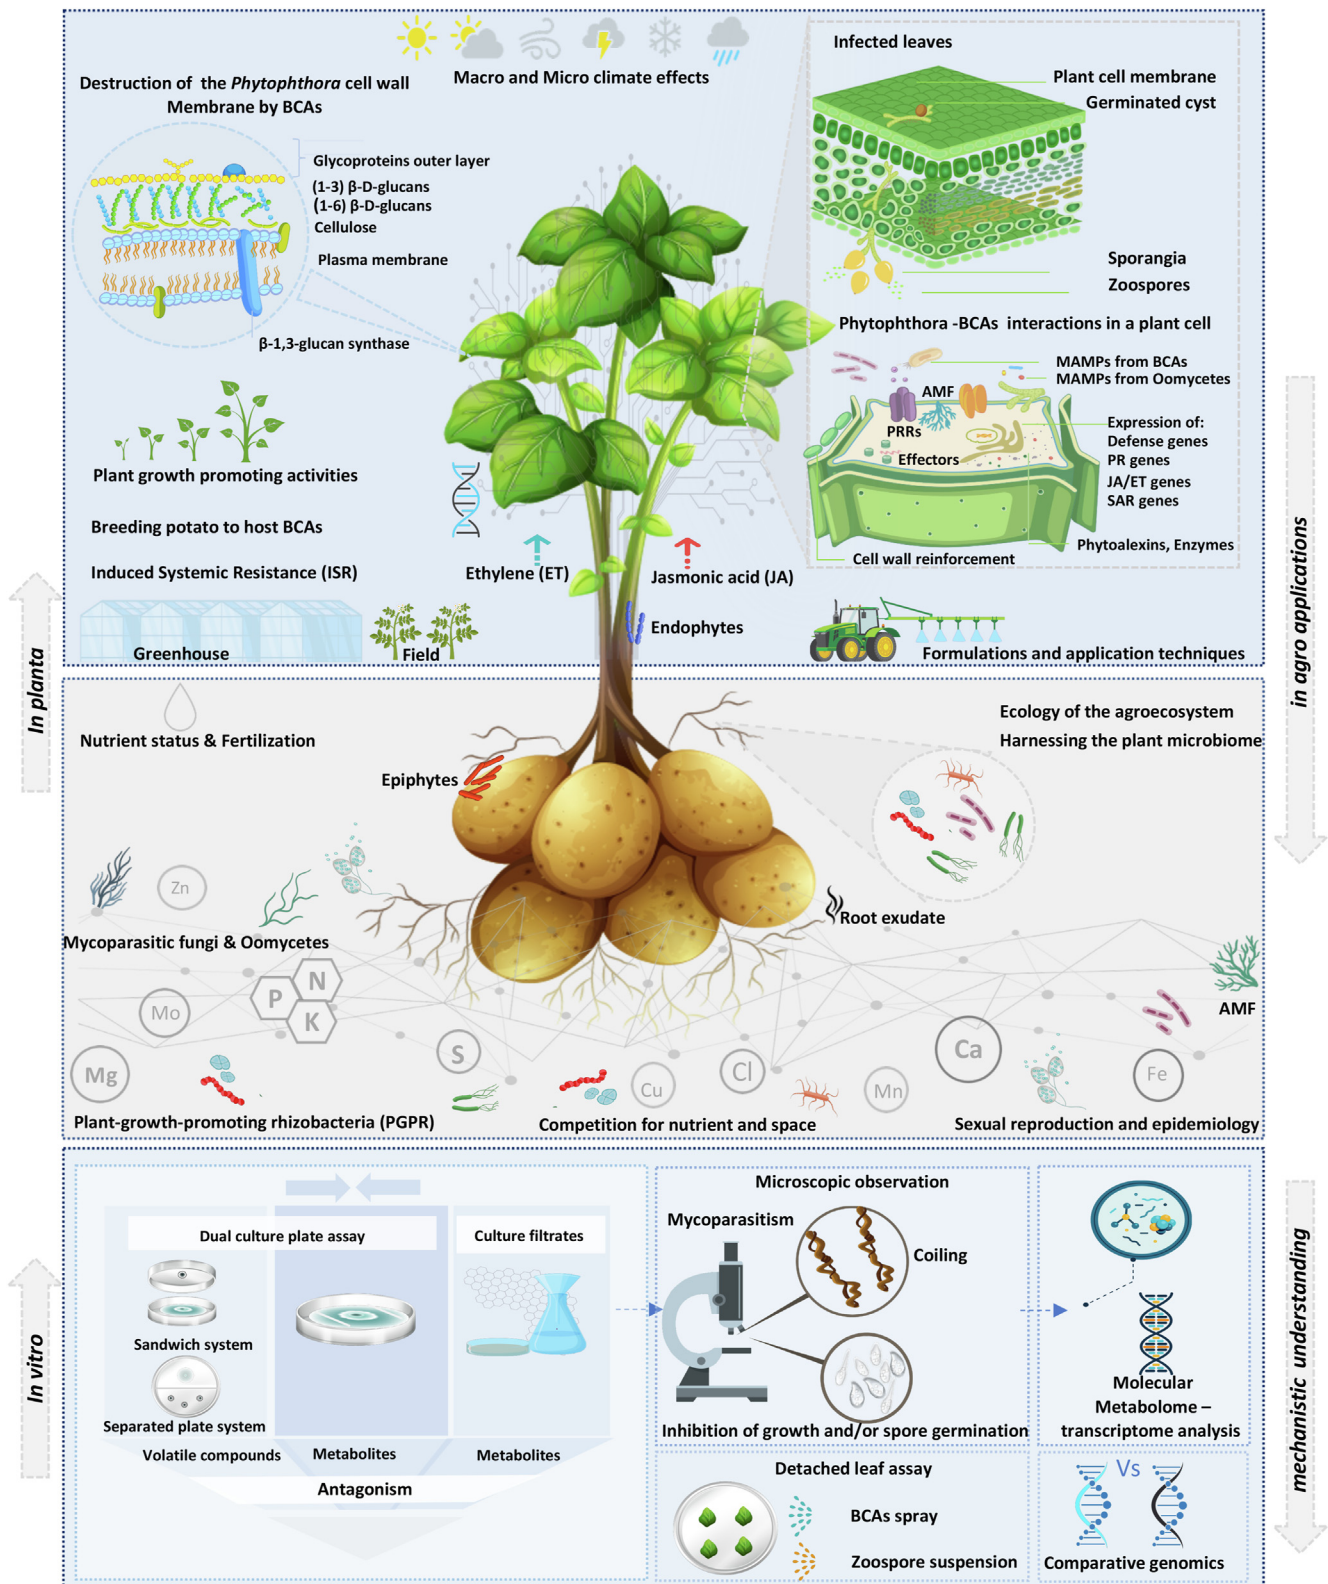 Macro and Micro climate effects
Destruction of the Phytophthora cell wall
Membrane by BCAs
Glycoproteins outer layer
(1-3) β-D-glucans
(1-6) β-D-glucans
Cellulose
Plasma membrane
β-1,3-glucan synthase
Infected leaves
Plant cell membrane
Germinated cyst
Sporangia
Zoospores
Phytophthora -BCAs interactions in a plant cell
MAMPs from BCAs
MAMPs from Oomycetes
AMF
PRRs
Effectors
Expression of:
Defense genes
PR genes
JA/ET genes
SAR genes
Phytoalexins, Enzymes
Cell wall reinforcement
Plant growth promoting activities
Breeding potato to host BCAs
Induced Systemic Resistance (ISR)
Ethylene (ET)
Jasmonic acid (JA)
Endophytes
Greenhouse
Field
Formulations and application techniques
In planta
in agro applications
Nutrient status & Fertilization
Ecology of the agroecosystem
Harnessing the plant microbiome
Epiphytes
Zn
Root exudate
Mycoparasitic fungi & Oomycetes
N
P
K
Mo
AMF
Mg
S
Cu
Cl
Mn
Ca
Fe
Plant-growth-promoting rhizobacteria (PGPR)
Competition for nutrient and space
Sexual reproduction and epidemiology
In vitro
mechanistic understanding
Dual culture plate assay
Culture filtrates
Sandwich system
Separated plate system
Volatile compounds
Metabolites
Metabolites
Antagonism
Microscopic observation
Mycoparasitism
Coiling
Inhibition of growth and/or spore germination
Molecular
Metabolome –
transcriptome analysis
Detached leaf assay
BCAs spray
Zoospore suspension
Vs
Comparative genomics